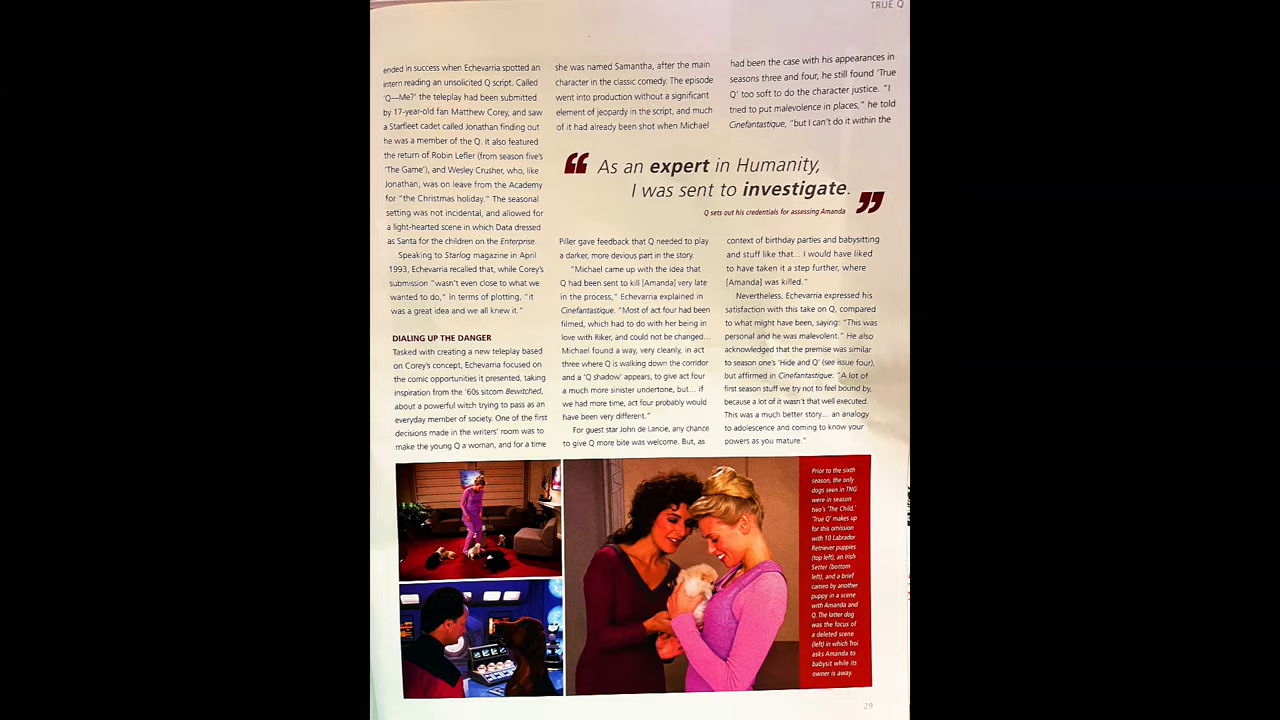 TRUE Q
ended in success when Echevarria spotted an
intern reading an unsolicited Q script. Called
'Q—Me?' the teleplay had been submitted
by 17-year-old fan Matthew Corey, and saw
a Starfleet cadet called Jonathan finding out
he was a member of the Q. It also featured
the return of Robin Lefler (from season five's
'The Game'), and Wesley Crusher, who, like
Jonathan, was on leave from the Academy
for "the Christmas holiday." The seasonal
setting was not incidental, and allowed for
a light-hearted scene in which Data dressed
as Santa for the children on the Enterprise.
Speaking to Starlog magazine in April
1993, Echevarria recalled that, while Corey's
submission "wasn't even close to what we
wanted to do," in terms of plotting, "it
was a great idea and we all knew it."
DIALING UP THE DANGER
Tasked with creating a new teleplay based
on Corey's concept, Echevarria focused on
the comic opportunities it presented, taking
inspiration from the '60s sitcom Bewitched,
about a powerful witch trying to pass as an
everyday member of society. One of the first
decisions made in the writers' room was to
make the young Q a woman, and for a time
she was named Samantha, after the main
character in the classic comedy. The episode
went into production without a significant
element of jeopardy in the script, and much
of it had already been shot when Michael
“ As an expert in Humanity,
I was sent to investigate. ”
Q sets out his credentials for assessing Amanda
Piller gave feedback that Q needed to play
a darker, more devious part in the story.
"Michael came up with the idea that
Q had been sent to kill [Amanda] very late
in the process," Echevarria explained in
Cinefantastique. "Most of act four had been
filmed, which had to do with her being in
love with Riker, and could not be changed...
Michael found a way, very cleanly, in act
three where Q is walking down the corridor
and a 'Q shadow' appears, to give act four
a much more sinister undertone, but... if
we had more time, act four probably would
have been very different."
For guest star John de Lancie, any chance
to give Q more bite was welcome. But, as
had been the case with his appearances in
seasons three and four, he still found 'True
Q' too soft to do the character justice. "I
tried to put malevolence in places," he told
Cinefantastique, "but I can't do it within the
context of birthday parties and babysitting
and stuff like that... I would have liked
to have taken it a step further, where
[Amanda] was killed."
Nevertheless, Echevarria expressed his
satisfaction with this take on Q, compared
to what might have been, saying: "This was
personal and he was malevolent." He also
acknowledged that the premise was similar
to season one's 'Hide and Q' (see issue four),
but affirmed in Cinefantastique: "A lot of
first season stuff we try not to feel bound by,
because a lot of it wasn't that well executed.
This was a much better story... an analogy
to adolescence and coming to know your
powers as you mature."
Prior to the sixth
season, the only
dogs seen in TNG
were in season
two's 'The Child.'
'True Q' makes up
for this omission
with 10 Labrador
Retriever puppies
(top left), an Irish
Setter (bottom
left), and a brief
cameo by another
puppy in a scene
with Amanda and
Q. The latter dog
was the focus of
a deleted scene
(left) in which Troi
asks Amanda to
babysit while its
owner is away.
29